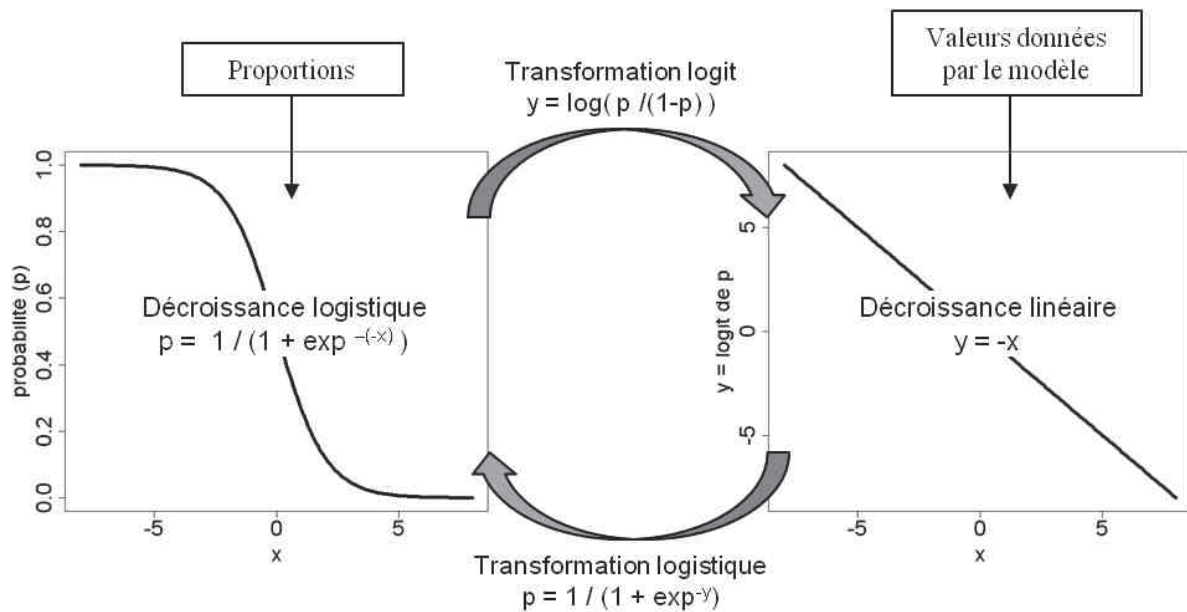 Proportions
Transformation logit
y = log( p /(1-p) )
Valeurs données
par le modèle
1.0
0.8
0.6
0.4
0.2
0.0
probabilité (p)
Décroissance logistique
p = 1 / (1 + exp –(-x) )
-5
0
5
x
5
0
-5
y = logit de p
Décroissance linéaire
y = -x
-5
0
5
x
Transformation logistique
p = 1 / (1 + exp-y)